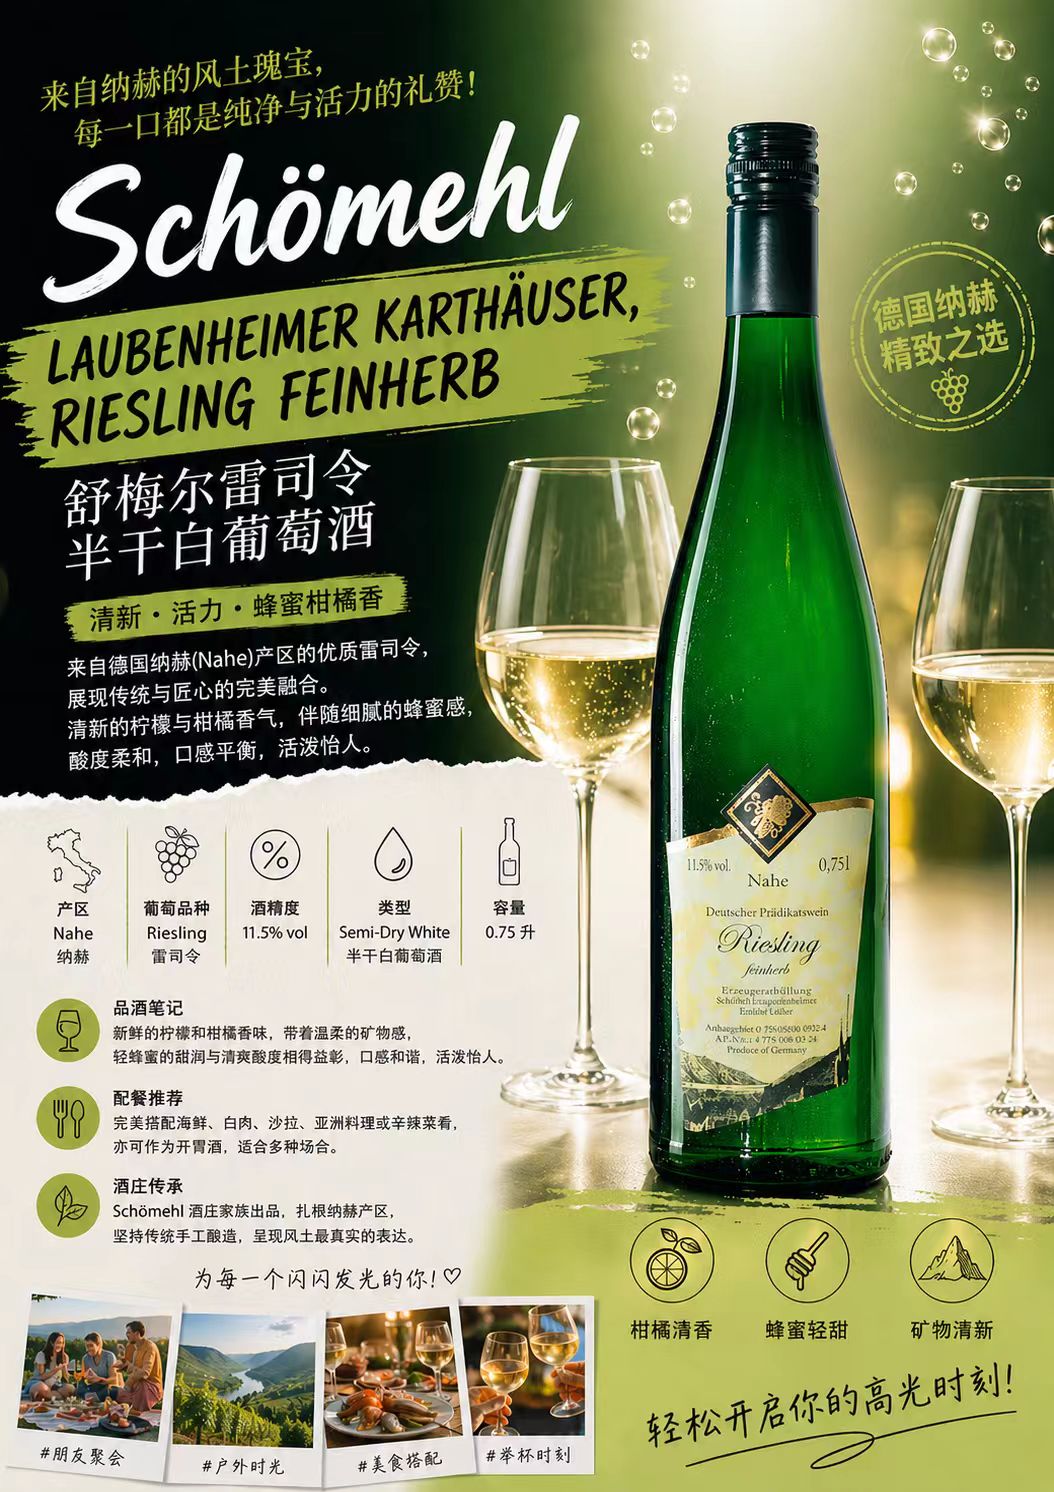 来自纳赫的风土瑰宝，
每一口都是纯净与活力的礼赞！
Schömehl
LAUBENHEIMER KARTHÄUSER,
RIESLING FEINHERB
舒梅尔雷司令
半干白葡萄酒
清新・活力・蜂蜜柑橘香
来自德国纳赫(Nahe)产区的优质雷司令，
展现传统与匠心的完美融合。
清新的柠檬与柑橘香气，伴随细腻的蜂蜜感，
酸度柔和，口感平衡，活泼怡人。
德国纳赫
精致之选
产区
Nahe
纳赫
葡萄品种
Riesling
雷司令
酒精度
11.5% vol
类型
Semi-Dry White
半干白葡萄酒
容量
0.75 升
品酒笔记
新鲜的柠檬和柑橘香味，带着温柔的矿物感，
轻蜂蜜的甜润与清爽酸度相得益彰，口感和谐，活泼怡人。
配餐推荐
完美搭配海鲜、白肉、沙拉、亚洲料理或辛辣菜肴，
亦可作为开胃酒，适合多种场合。
酒庄传承
Schömehl 酒庄家族出品，扎根纳赫产区，
坚持传统手工酿造，呈现风土最真实的表达。
11.5% vol. 0,75l
Nahe
Deutscher Prädikatswein
Riesling
feinherb
Produce of Germany
为每一个闪闪发光的你！♡
#朋友聚会
#户外时光
#美食搭配
#举杯时刻
柑橘清香
蜂蜜轻甜
矿物清新
轻松开启你的高光时刻！